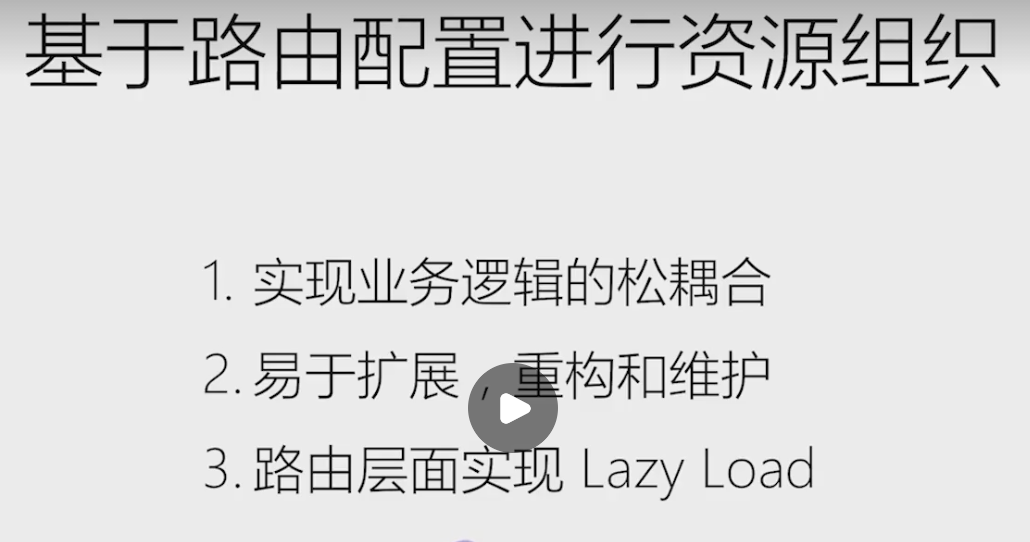 基于路由配置进行资源组织
1. 实现业务逻辑的松耦合
2. 易于扩展，重构和维护
3. 路由层面实现 Lazy Load